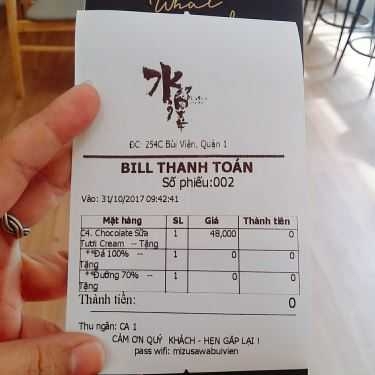 What
水澤
ĐC: 254C Bùi Viện, Quận 1
BILL THANH TOÁN
Số phiếu:002
Vào: 31/10/2017 09:42:41
Mặt hàng SL Giá Thành tiền
C4. Chocolate Sữa 1 48,000 0
Tươi Cream -- Tặng
**Đá 100% -- 1 0 0
Tặng
**Đường 70% -- 1 0 0
Tặng
Thành tiền: 0
Thu ngân: CA 1
CẢM ƠN QUÝ KHÁCH - HẸN GẶP LẠI !
pass wifi: mizusawabuivien